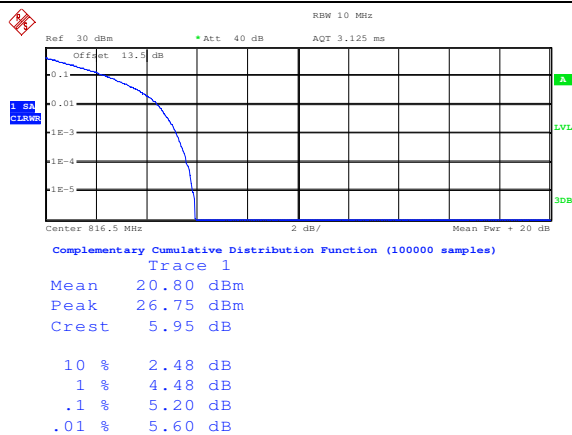 RBW 10 MHz
Ref 30 dBm *Att 40 dB AQT 3.125 ms
Offset 13.5 dB
0.1
A
1 SA
CLRWR
0.01
LVL
1E-3
1E-4
1E-5
3DB
Center 816.5 MHz 2 dB/ Mean Pwr + 20 dB
Complementary Cumulative Distribution Function (100000 samples)
Trace 1
Mean 20.80 dBm
Peak 26.75 dBm
Crest 5.95 dB
10 % 2.48 dB
1 % 4.48 dB
.1 % 5.20 dB
.01 % 5.60 dB